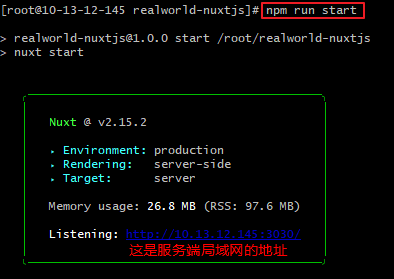 [root@10-13-12-145 realworld-nuxtjs]# npm run start
> realworld-nuxtjs@1.0.0 start /root/realworld-nuxtjs
> nuxt start
Nuxt @ v2.15.2
▸ Environment: production
▸ Rendering: server-side
▸ Target: server
Memory usage: 26.8 MB (RSS: 97.6 MB)
Listening: http://10.13.12.145:3030/
这是服务端局域网的地址